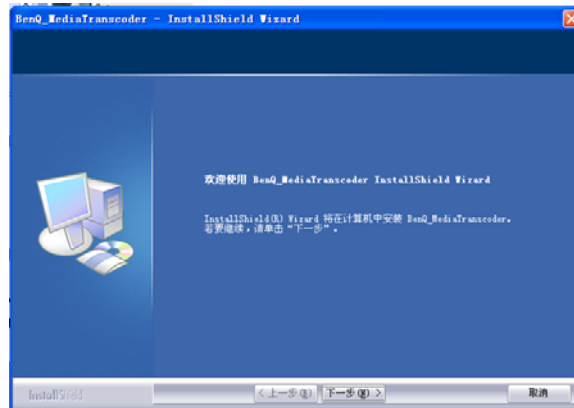 BenQ_MediaTranscoder - InstallShield Wizard
欢迎使用 BenQ_MediaTranscoder InstallShield Wizard
InstallShield(R) Wizard 将在计算机中安装 BenQ_MediaTranscoder。
若要继续，请单击“下一步”。
InstallShield
< 上一步(B) 下一步(N) > 取消